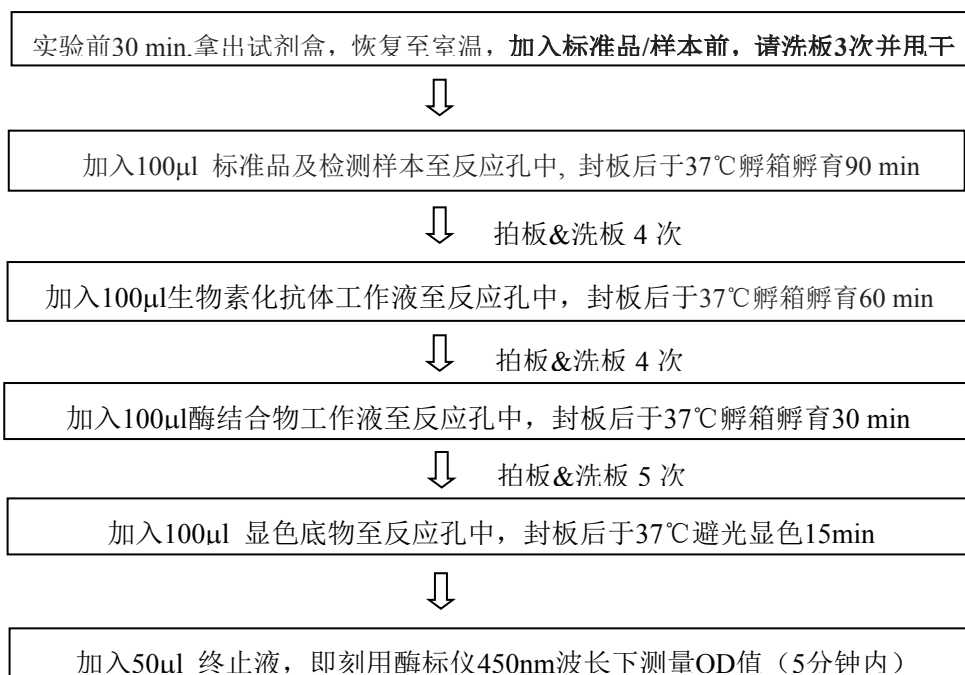 实验前30 min.拿出试剂盒，恢复至室温，加入标准品/样本前，请洗板3次并甩干
加入100μl 标准品及检测样本至反应孔中, 封板后于37℃孵箱孵育90 min
拍板&洗板 4 次
加入100μl生物素化抗体工作液至反应孔中，封板后于37℃孵箱孵育60 min
拍板&洗板 4 次
加入100μl酶结合物工作液至反应孔中，封板后于37℃孵箱孵育30 min
拍板&洗板 5 次
加入100μl 显色底物至反应孔中，封板后于37℃避光显色15min
加入50μl 终止液，即刻用酶标仪450nm波长下测量OD值（5分钟内）